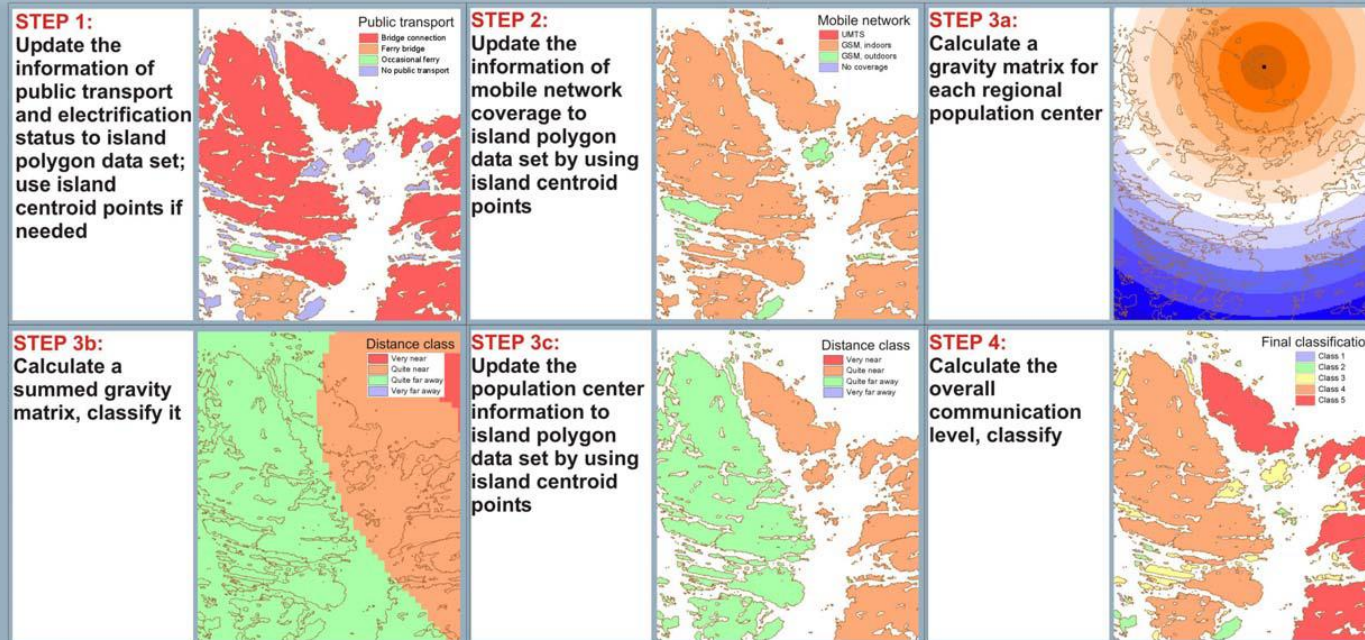 STEP 1:
Update the
information of
public transport
and electrification
status to island
polygon data set;
use island
centroid points if
needed
Public transport
Bridge connection
Ferry bridge
Occasional ferry
No public transport
STEP 2:
Update the
information of
mobile network
coverage to
island polygon
data set by using
island centroid
points
Mobile network
UMTS
GSM, indoors
GSM, outdoors
No coverage
STEP 3a:
Calculate a
gravity matrix for
each regional
population center
STEP 3b:
Calculate a
summed gravity
matrix, classify it
Distance class
Very near
Quite near
Quite far away
Very far away
STEP 3c:
Update the
population center
information to
island polygon
data set by using
island centroid
points
Distance class
Very near
Quite near
Quite far away
Very far away
STEP 4:
Calculate the
overall
communication
level, classify
Final classification
Class 1
Class 2
Class 3
Class 4
Class 5